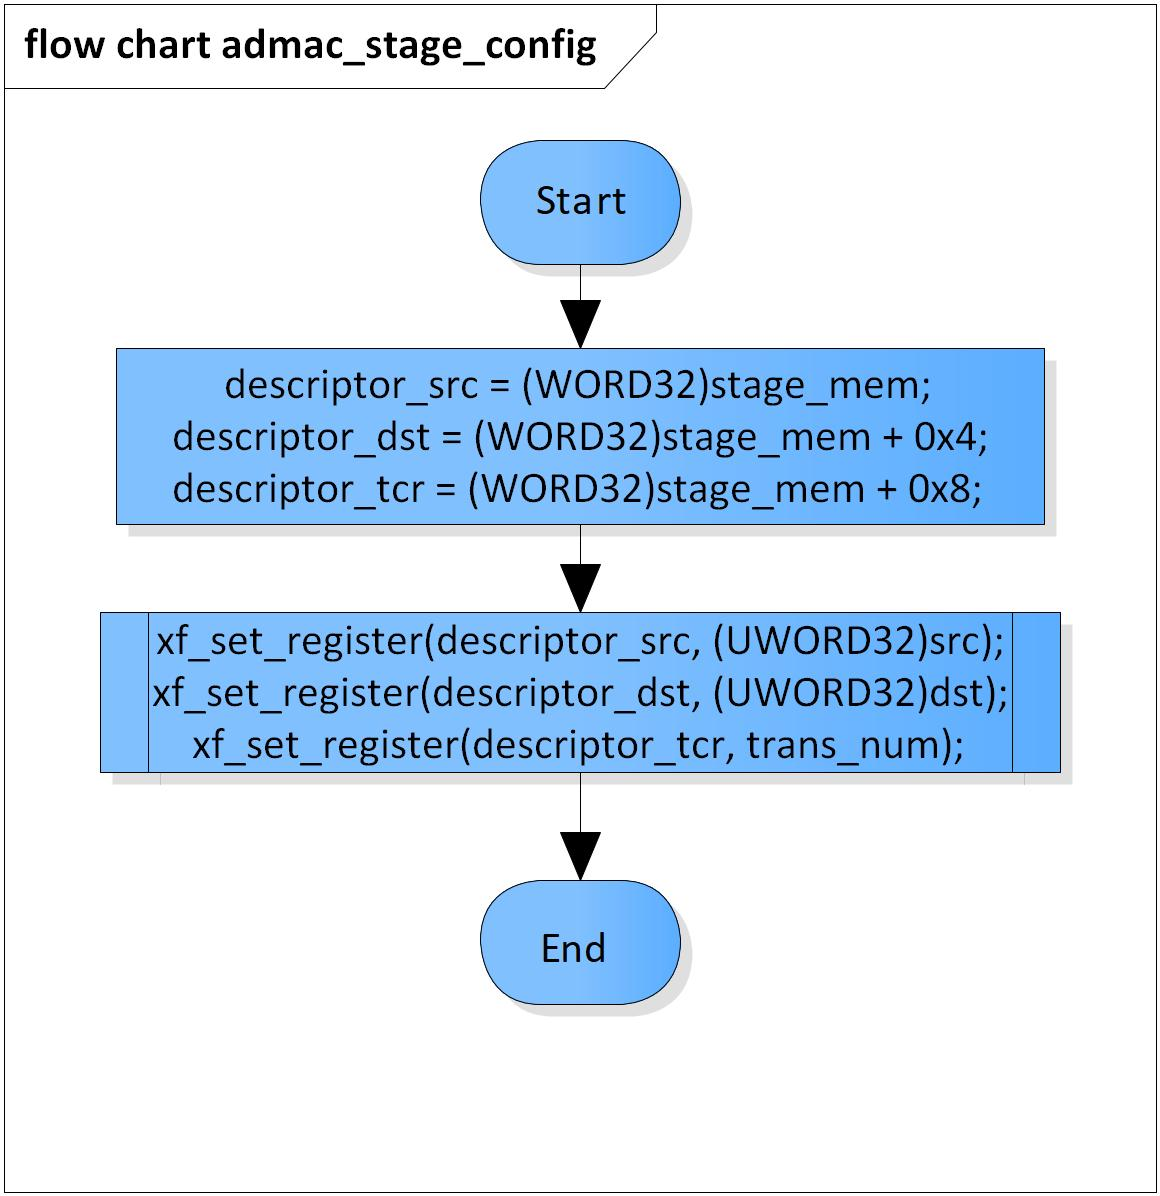 flow chart admac_stage_config
Start
descriptor_src = (WORD32)stage_mem;
descriptor_dst = (WORD32)stage_mem + 0x4;
descriptor_tcr = (WORD32)stage_mem + 0x8;
xf_set_register(descriptor_src, (UWORD32)src);
xf_set_register(descriptor_dst, (UWORD32)dst);
xf_set_register(descriptor_tcr, trans_num);
End